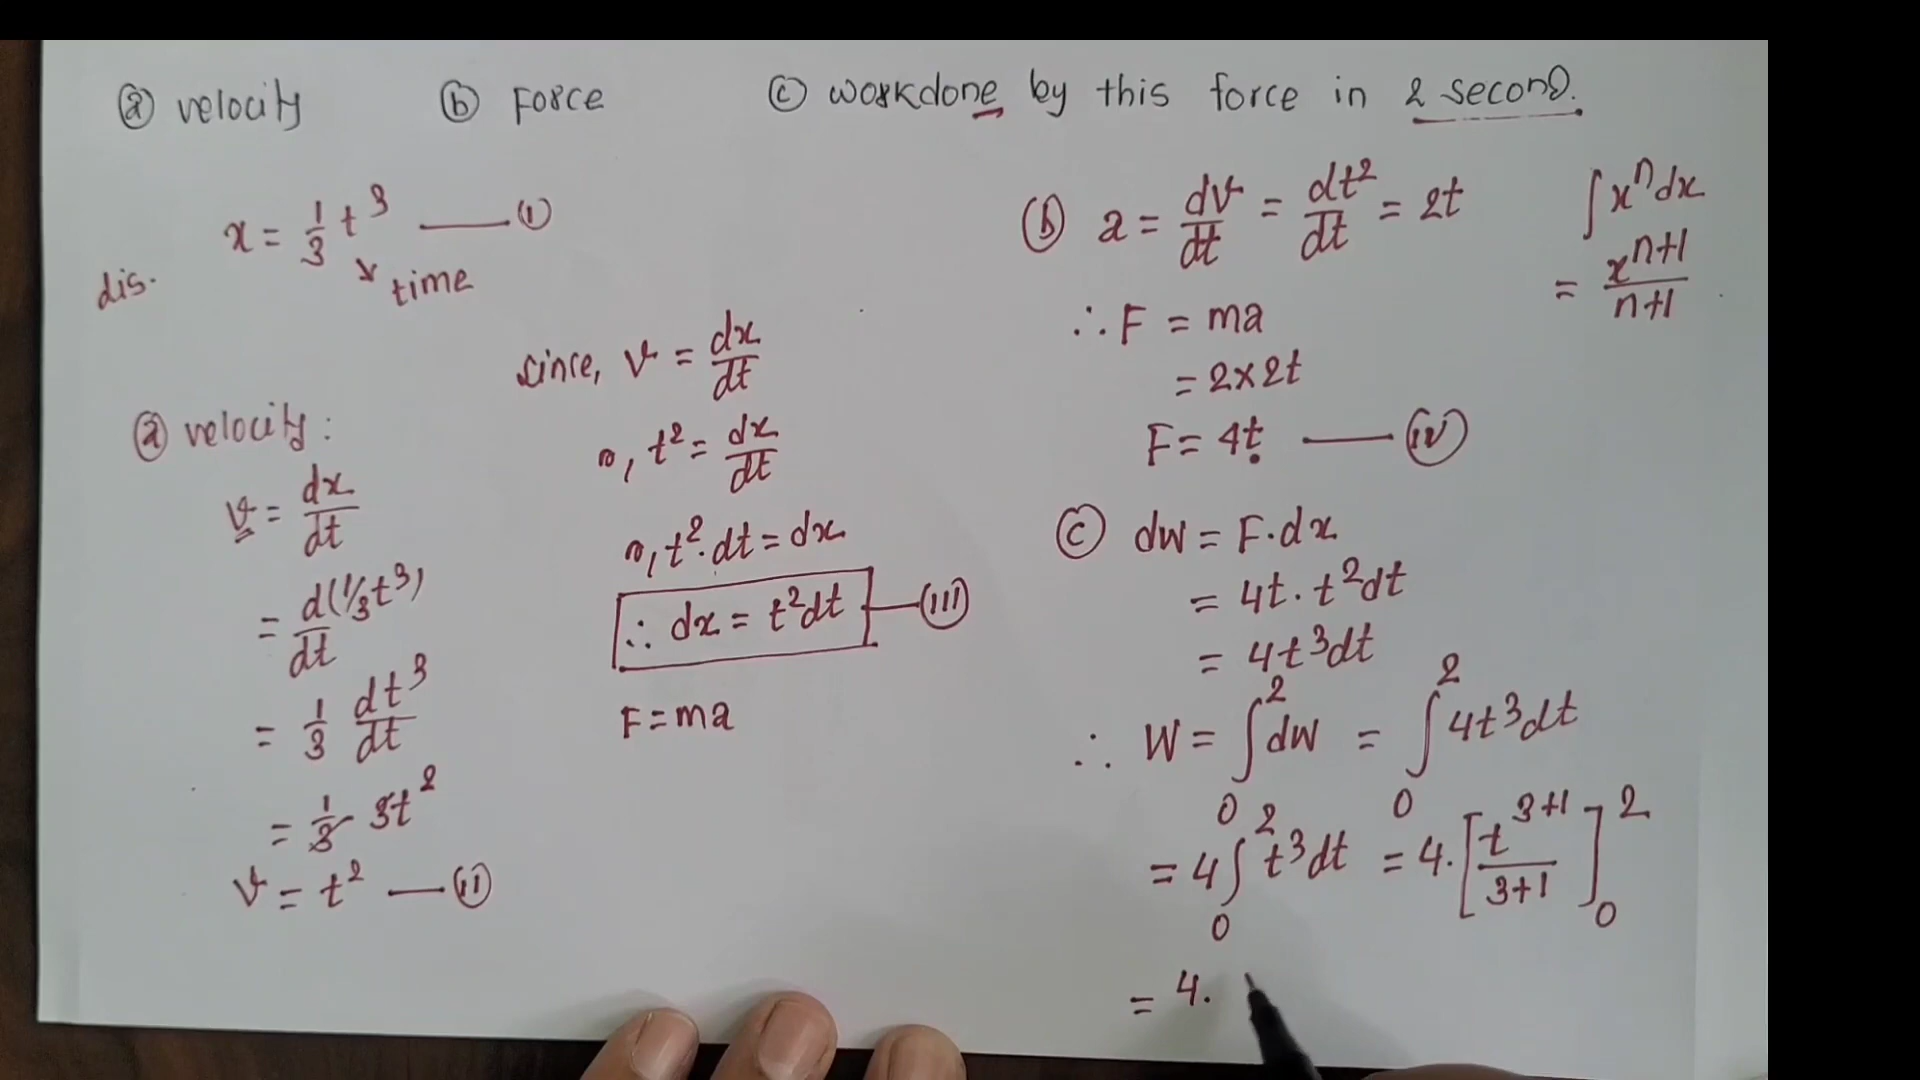 ⓐ velocity ⓑ Force ⓒ workdone by this force in 2 second.
x = 1/3 t³ —— (I)
dis. time
ⓐ velocity :
v = dx/dt
= d(1/3 t³)/dt
= 1/3 dt³/dt
= 1/3 3t²
v = t² —— (II)
since, v = dx/dt
or, t² = dx/dt
or, t². dt = dx
∴ dx = t²dt —— (III)
F = ma
ⓑ a = dv/dt = dt²/dt = 2t
∴ F = ma
= 2×2t
F = 4t —— (IV)
∫xⁿdx
= xⁿ⁺¹/n+1
ⓒ dw = F.dx
= 4t . t²dt
= 4t³dt
∴ W = ∫₀² dw = ∫₀² 4t³dt
= 4∫₀² t³dt = 4.[t³⁺¹/3+1]₀²
= 4.